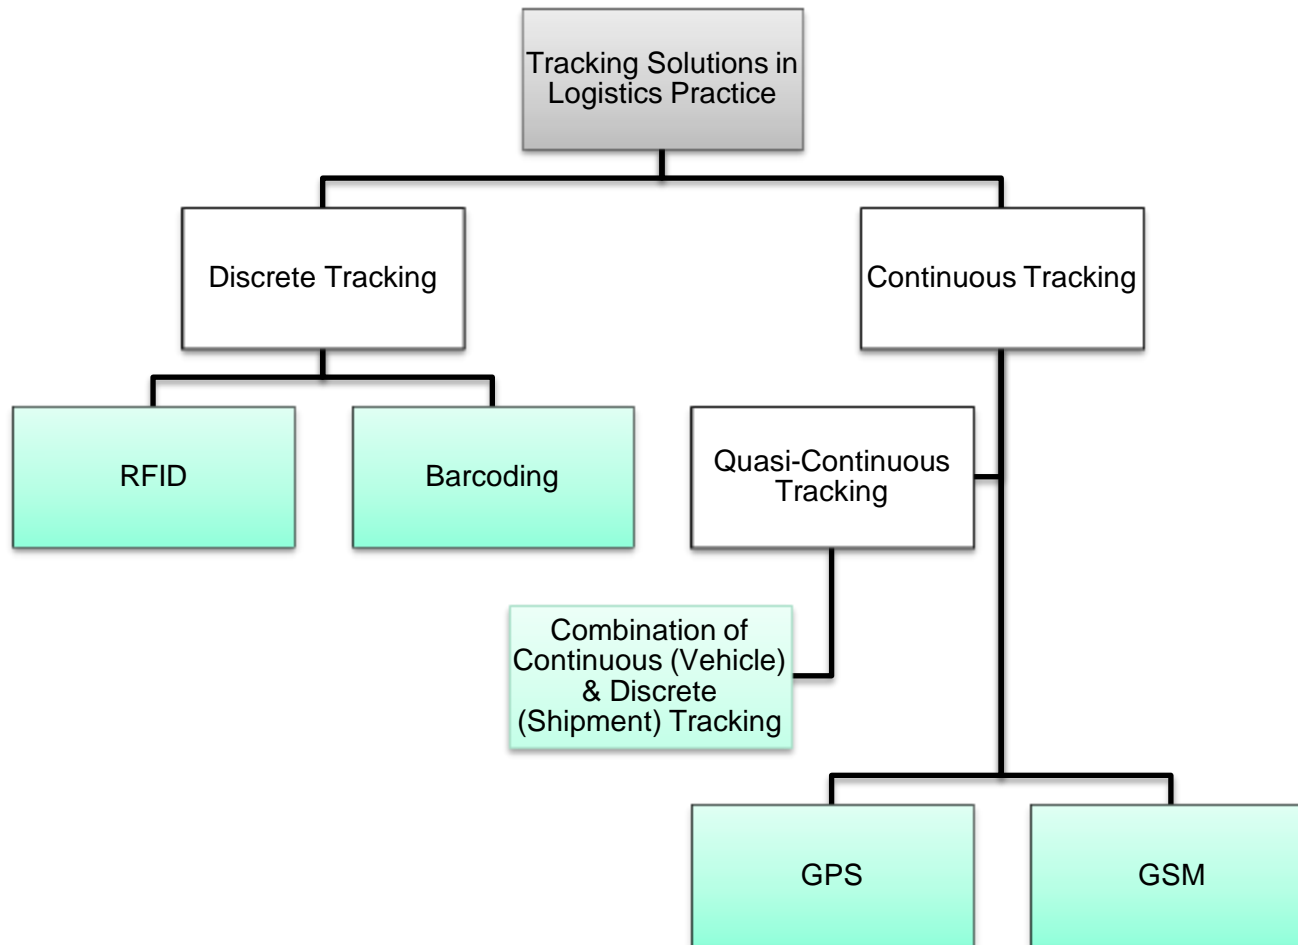 Tracking Solutions in
Logistics Practice
Discrete Tracking
Continuous Tracking
RFID
Barcoding
Quasi-Continuous
Tracking
Combination of
Continuous (Vehicle)
& Discrete
(Shipment) Tracking
GPS
GSM